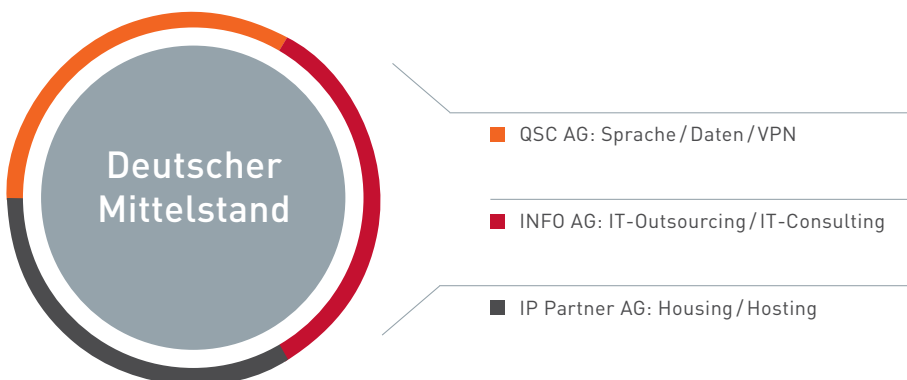 Deutscher
Mittelstand
QSC AG: Sprache / Daten / VPN
INFO AG: IT-Outsourcing / IT-Consulting
IP Partner AG: Housing / Hosting